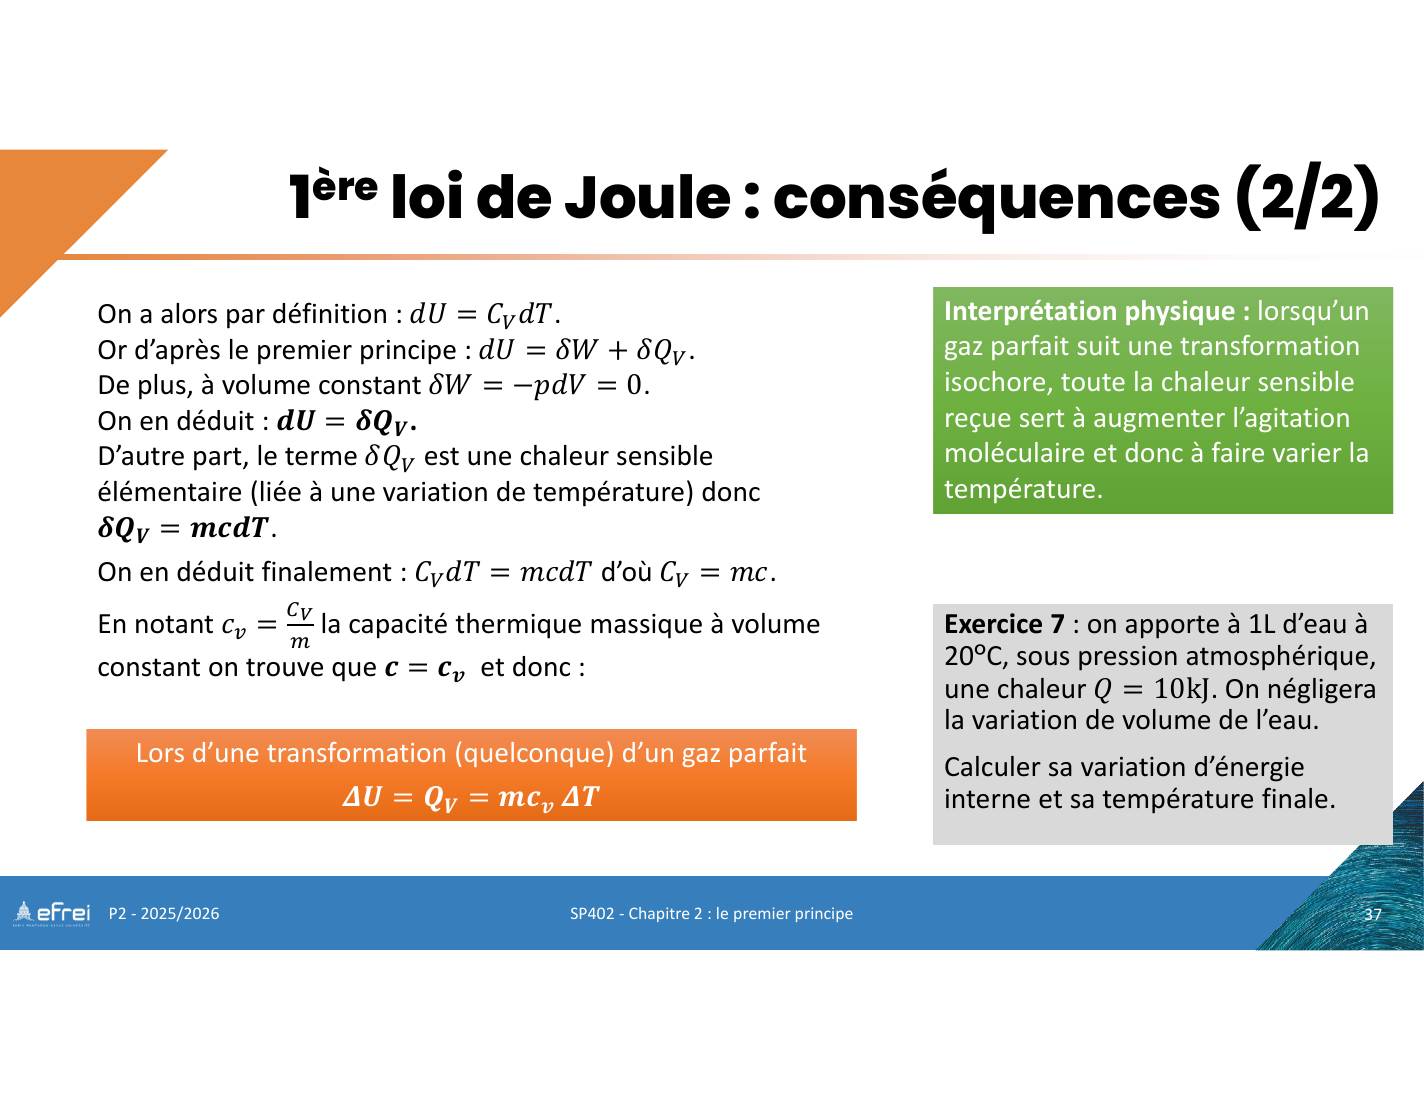 1ère loi de Joule : conséquences (2/2)
On a alors par définition : dU = C_V dT.
Or d’après le premier principe : dU = δW + δQ_V.
De plus, à volume constant δW = −pdV = 0.
On en déduit : dU = δQ_V.
D’autre part, le terme δQ_V est une chaleur sensible
élémentaire (liée à une variation de température) donc
δQ_V = mcdT.
On en déduit finalement : C_V dT = mcdT d’où C_V = mc.
En notant c_v = C_V/m la capacité thermique massique à volume
constant on trouve que c = c_v et donc :
Lors d’une transformation (quelconque) d’un gaz parfait
ΔU = Q_V = mc_v ΔT
Interprétation physique : lorsqu’un
gaz parfait suit une transformation
isochore, toute la chaleur sensible
reçue sert à augmenter l’agitation
moléculaire et donc à faire varier la
température.
Exercice 7 : on apporte à 1L d’eau à
20°C, sous pression atmosphérique,
une chaleur Q = 10kJ. On négligera
la variation de volume de l’eau.
Calculer sa variation d’énergie
interne et sa température finale.
efrei
P2 - 2025/2026
SP402 - Chapitre 2 : le premier principe
37